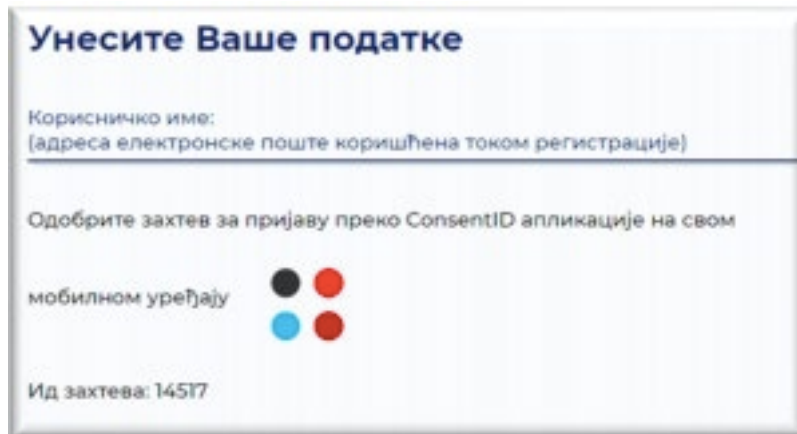 Унесите Ваше податке
Корисничко име:
(адреса електронске поште коришћена током регистрације)
Одобрите захтев за пријаву преко ConsentID апликације на свом
мобилном уређају
Ид захтева: 14517